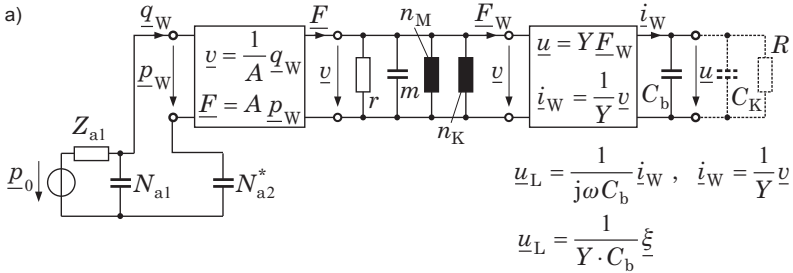 a)
q_W
F
n_M
F_W
i_W
p_W
v = 1/A q_W
F = A p_W
v
r
m
n_K
v
u = Y F_W
i_W = 1/Y v
C_b
u
C_K
R
Z_a1
p_0
N_a1
N*_a2
u_L = 1/(jωC_b) i_W , i_W = 1/Y v
u_L = 1/(Y · C_b) ξ